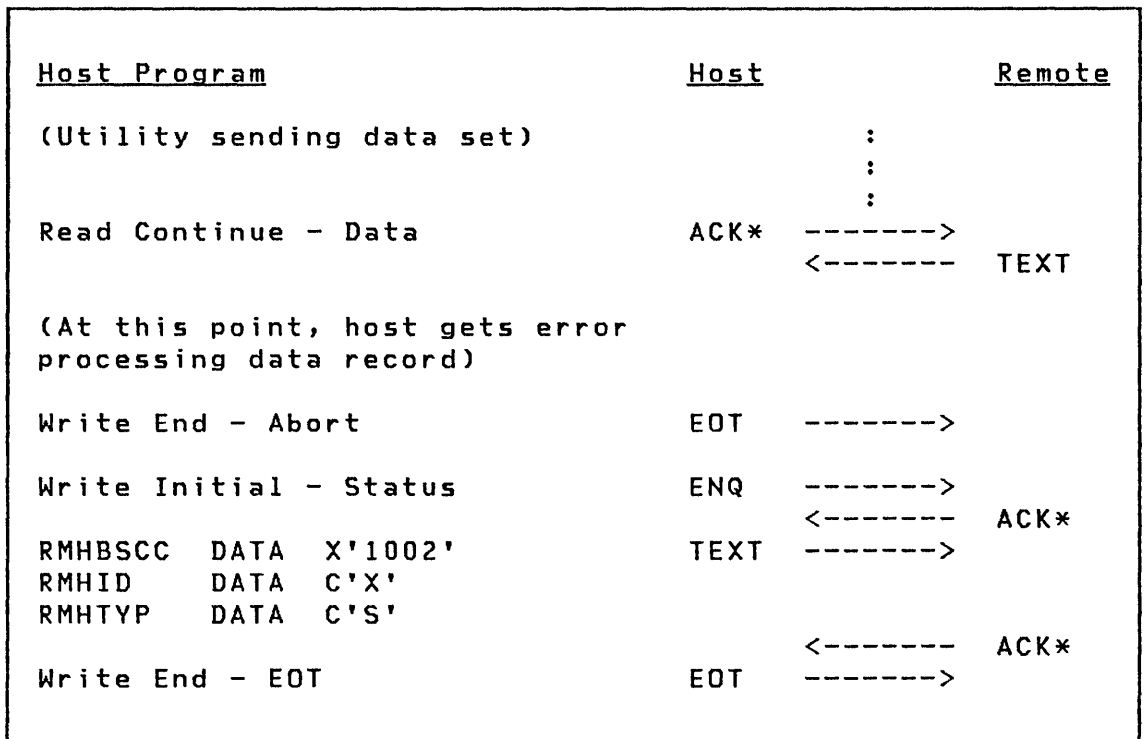 Host Program Host Remote
(Utility sending data set) :
:
:
Read Continue - Data ACK* ------->
<------- TEXT
(At this point, host gets error
processing data record)
Write End - Abort EOT ------->
Write Initial - Status ENQ ------->
<------- ACK*
RMHBSCC DATA X'1002' TEXT ------->
RMHID DATA C'X'
RMHTYP DATA C'S'
<------- ACK*
Write End - EOT EOT ------->